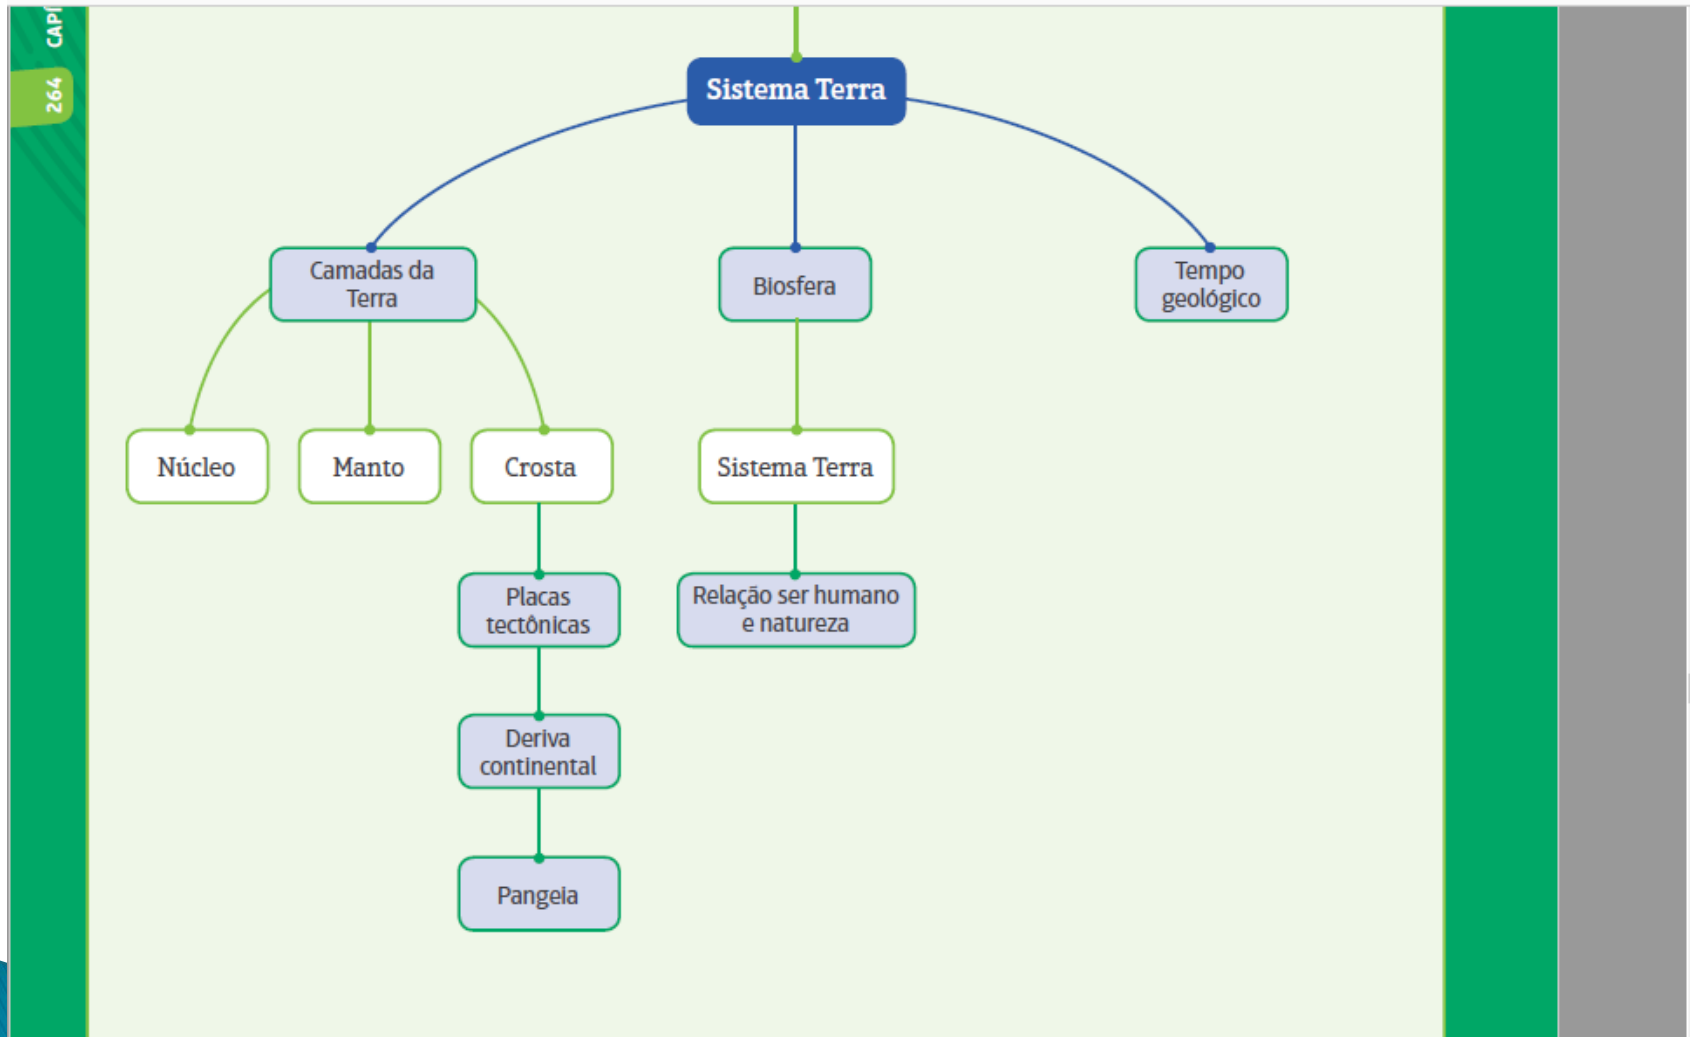 264
Sistema Terra
Camadas da
Terra
Biosfera
Tempo
geológico
Núcleo
Manto
Crosta
Sistema Terra
Placas
tectônicas
Relação ser humano
e natureza
Deriva
continental
Pangeia